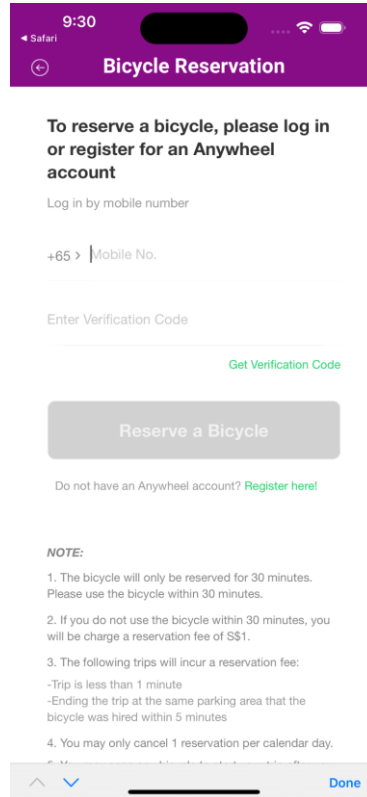 9:30
◀ Safari
Bicycle Reservation
To reserve a bicycle, please log in
or register for an Anywheel
account
Log in by mobile number
+65 > Mobile No.
Enter Verification Code
Get Verification Code
Reserve a Bicycle
Do not have an Anywheel account? Register here!
NOTE:
1. The bicycle will only be reserved for 30 minutes.
Please use the bicycle within 30 minutes.
2. If you do not use the bicycle within 30 minutes, you
will be charge a reservation fee of S$1.
3. The following trips will incur a reservation fee:
-Trip is less than 1 minute
-Ending the trip at the same parking area that the
bicycle was hired within 5 minutes
4. You may only cancel 1 reservation per calendar day.
Done